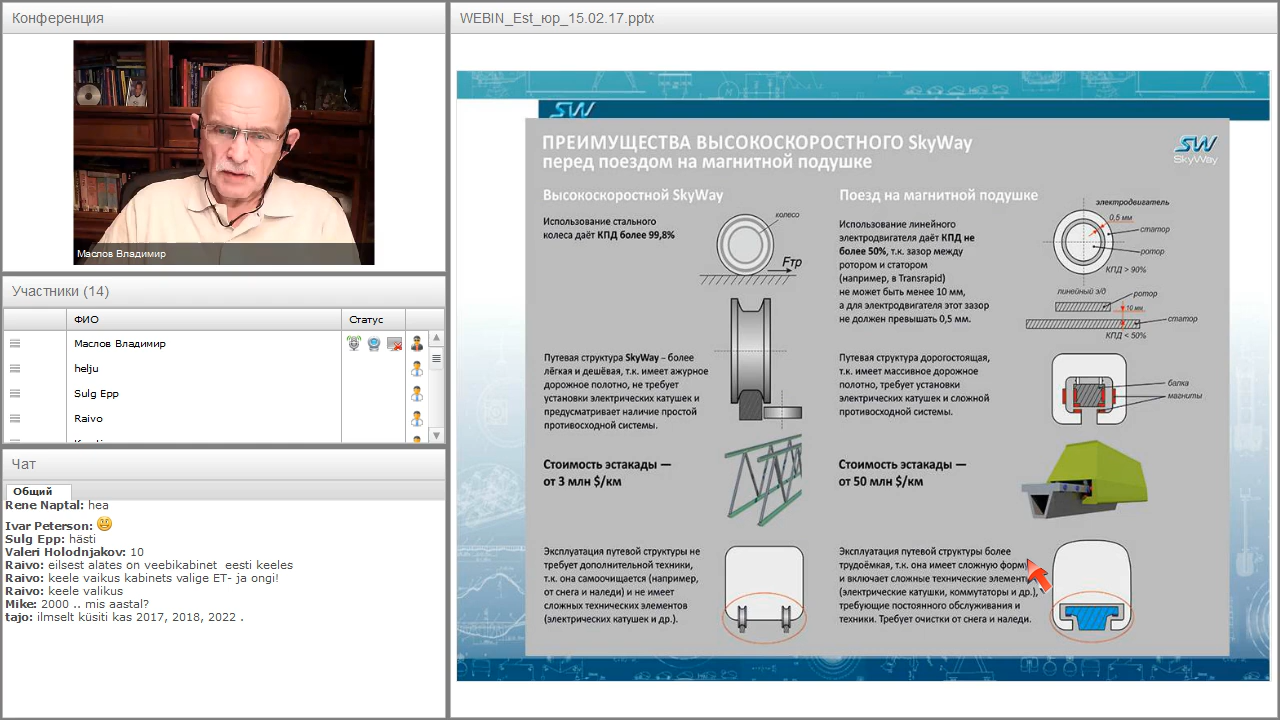 Конференция
Маслов Владимир
Участники (14)
ФИО
Статус
Маслов Владимир
helju
Sulg Epp
Raivo
Чат
Общий
Rene Naptal: hea
Ivar Peterson:
Sulg Epp: hästi
Valeri Holodnjakov: 10
Raivo: eilsest alates on veebikabinet eesti keeles
Raivo: keele vaikus kabinets valige ET- ja ongi!
Raivo: keele valikus
Mike: 2000 .. mis aastal?
tajo: ilmselt küsiti kas 2017, 2018, 2022 .
WEBIN_Est_юр_15.02.17.pptx
SW
ПРЕИМУЩЕСТВА ВЫСОКОСКОРОСТНОГО SkyWay
перед поездом на магнитной подушке
SW
SkyWay
Высокоскоростной SkyWay
Использование стального
колеса даёт КПД более 99,8%
колесо
Fтр
Путевая структура SkyWay – более
лёгкая и дешёвая, т.к. имеет ажурное
дорожное полотно, не требует
установки электрических катушек и
предусматривает наличие простой
противосходной системы.
Стоимость эстакады —
от 3 млн $/км
Эксплуатация путевой структуры не
требует дополнительной техники,
т.к. она самоочищается (например,
от снега и наледи) и не имеет
сложных технических элементов
(электрических катушек и др.).
Поезд на магнитной подушке
Использование линейного
электродвигателя даёт КПД не
более 50%, т.к. зазор между
ротором и статором
(например, в Transrapid)
не может быть менее 10 мм,
а для электродвигателя этот зазор
не должен превышать 0,5 мм.
электродвигатель
0,5 мм
статор
ротор
КПД > 90%
линейный э/д
ротор
10 мм
статор
КПД < 50%
Путевая структура дорогостоящая,
т.к. имеет массивное дорожное
полотно, требует установки
электрических катушек и сложной
противосходной системы.
балка
магниты
Стоимость эстакады —
от 50 млн $/км
Эксплуатация путевой структуры более
трудоёмкая, т.к. она имеет сложную форму
и включает сложные технические элементы
(электрические катушки, коммутаторы и др.),
требующие постоянного обслуживания и
техники. Требует очистки от снега и наледи.